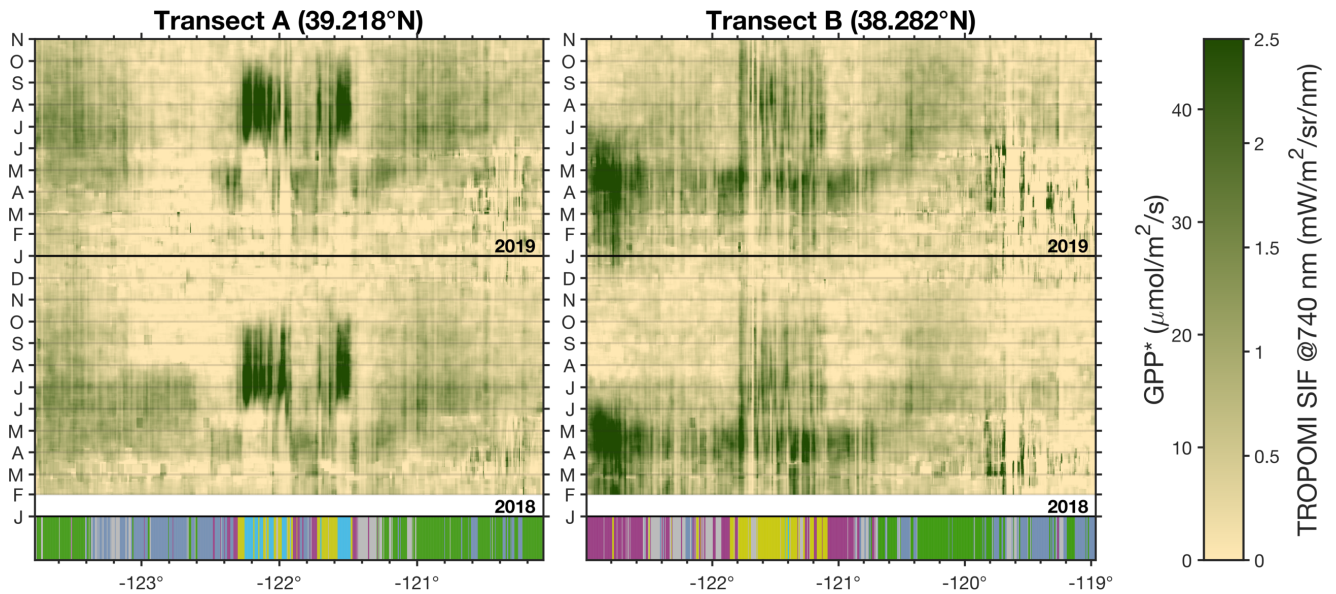 Transect A (39.218°N)
Transect B (38.282°N)
N
O
S
A
J
J
M
A
M
F
J
D
N
O
S
A
J
J
M
A
M
F
J
2019
2018
-123°
-122°
-121°
N
O
S
A
J
J
M
A
M
F
J
D
N
O
S
A
J
J
M
A
M
F
J
2019
2018
-122°
-121°
-120°
-119°
GPP* (μmol/m²/s)
40
30
20
10
0
2.5
2
1.5
1
0.5
0
TROPOMI SIF @740 nm (mW/m²/sr/nm)